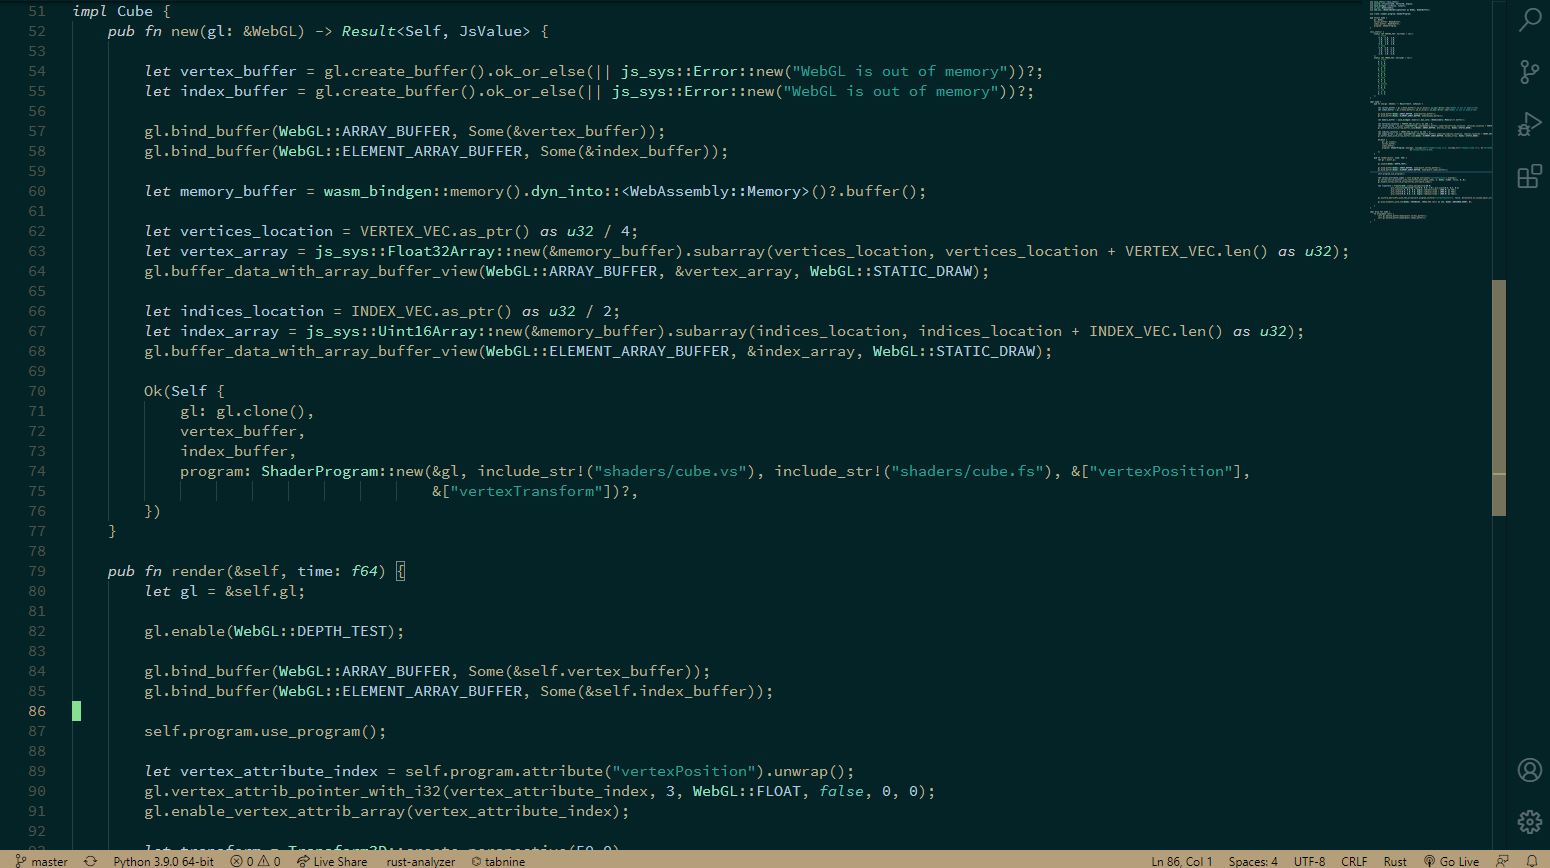 51 impl Cube {
52 pub fn new(gl: &WebGL) -> Result<Self, JsValue> {
53
54 let vertex_buffer = gl.create_buffer().ok_or_else(|| js_sys::Error::new("WebGL is out of memory"))?;
55 let index_buffer = gl.create_buffer().ok_or_else(|| js_sys::Error::new("WebGL is out of memory"))?;
56
57 gl.bind_buffer(WebGL::ARRAY_BUFFER, Some(&vertex_buffer));
58 gl.bind_buffer(WebGL::ELEMENT_ARRAY_BUFFER, Some(&index_buffer));
59
60 let memory_buffer = wasm_bindgen::memory().dyn_into::<WebAssembly::Memory>()?.buffer();
61
62 let vertices_location = VERTEX_VEC.as_ptr() as u32 / 4;
63 let vertex_array = js_sys::Float32Array::new(&memory_buffer).subarray(vertices_location, vertices_location + VERTEX_VEC.len() as u32);
64 gl.buffer_data_with_array_buffer_view(WebGL::ARRAY_BUFFER, &vertex_array, WebGL::STATIC_DRAW);
65
66 let indices_location = INDEX_VEC.as_ptr() as u32 / 2;
67 let index_array = js_sys::Uint16Array::new(&memory_buffer).subarray(indices_location, indices_location + INDEX_VEC.len() as u32);
68 gl.buffer_data_with_array_buffer_view(WebGL::ELEMENT_ARRAY_BUFFER, &index_array, WebGL::STATIC_DRAW);
69
70 Ok(Self {
71 gl: gl.clone(),
72 vertex_buffer,
73 index_buffer,
74 program: ShaderProgram::new(&gl, include_str!("shaders/cube.vs"), include_str!("shaders/cube.fs"), &["vertexPosition"],
75 &["vertexTransform"])?,
76 })
77 }
78
79 pub fn render(&self, time: f64) {
80 let gl = &self.gl;
81
82 gl.enable(WebGL::DEPTH_TEST);
83
84 gl.bind_buffer(WebGL::ARRAY_BUFFER, Some(&self.vertex_buffer));
85 gl.bind_buffer(WebGL::ELEMENT_ARRAY_BUFFER, Some(&self.index_buffer));
86
87 self.program.use_program();
88
89 let vertex_attribute_index = self.program.attribute("vertexPosition").unwrap();
90 gl.vertex_attrib_pointer_with_i32(vertex_attribute_index, 3, WebGL::FLOAT, false, 0, 0);
91 gl.enable_vertex_attrib_array(vertex_attribute_index);
92
master Python 3.9.0 64-bit 0 0 Live Share rust-analyzer tabnine Ln 86, Col 1 Spaces: 4 UTF-8 CRLF Rust Go Live